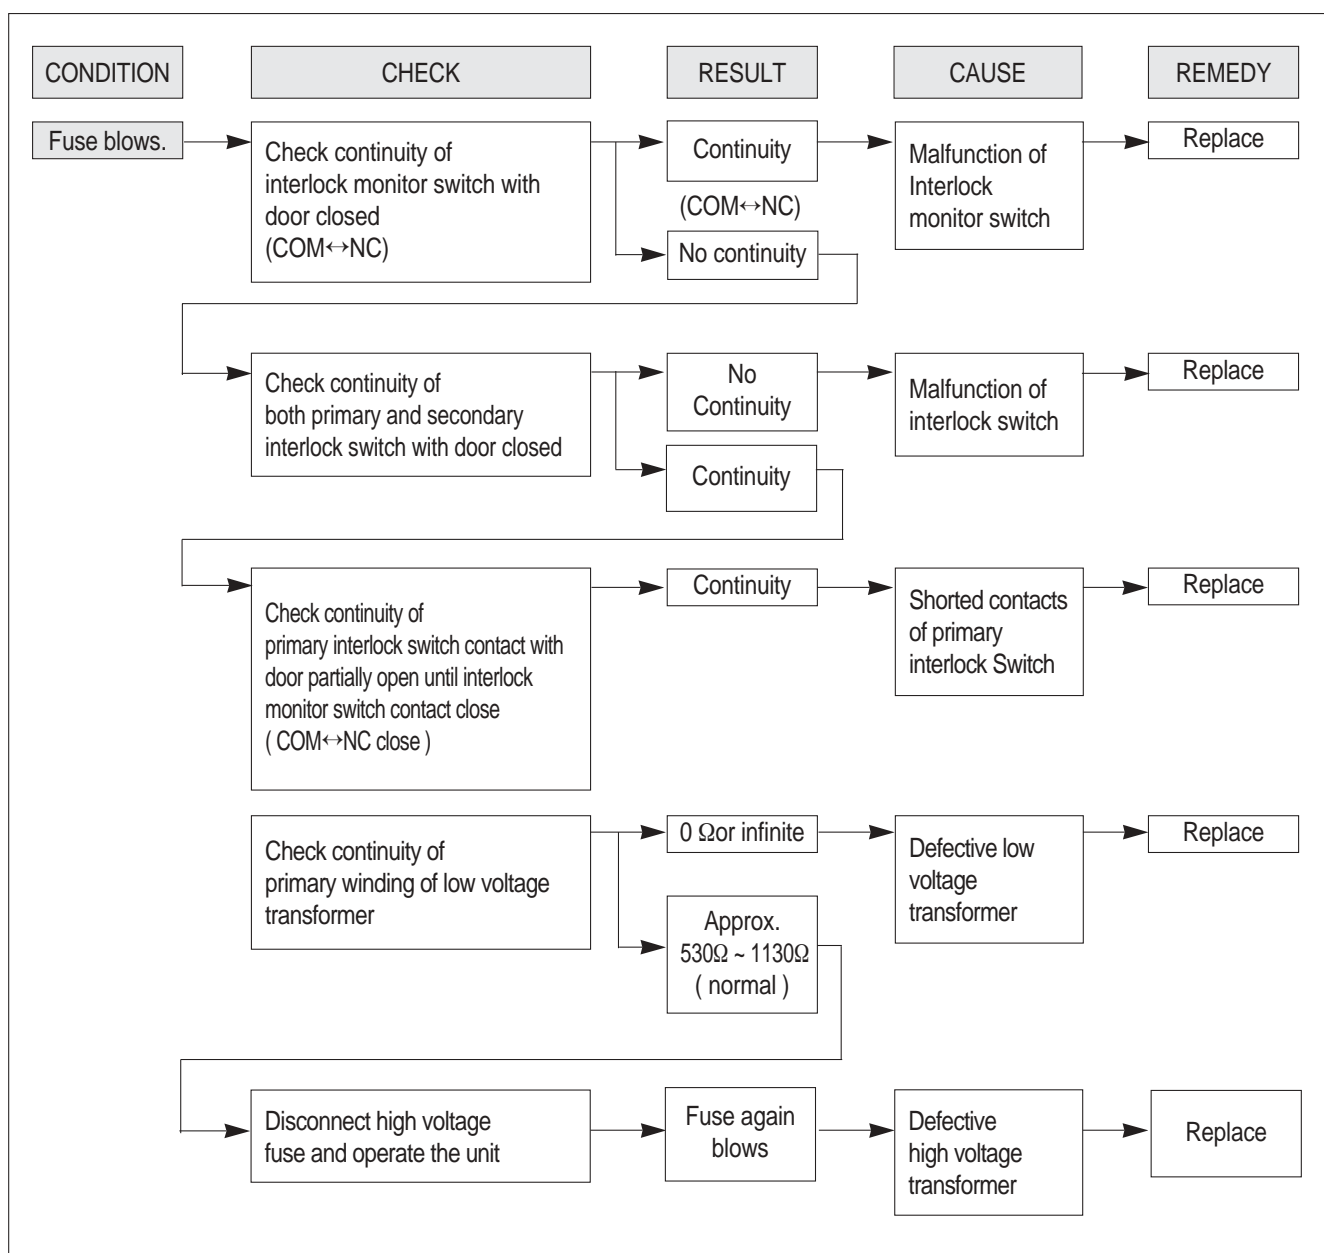 CONDITION
CHECK
RESULT
CAUSE
REMEDY
Fuse blows.
Check continuity of
interlock monitor switch with
door closed
(COM↔NC)
Continuity
(COM↔NC)
No continuity
Malfunction of
Interlock
monitor switch
Replace
Check continuity of
both primary and secondary
interlock switch with door closed
No
Continuity
Continuity
Malfunction of
interlock switch
Replace
Check continuity of
primary interlock switch contact with
door partially open until interlock
monitor switch contact close
( COM↔NC close )
Continuity
Shorted contacts
of primary
interlock Switch
Replace
Check continuity of
primary winding of low voltage
transformer
0 Ωor infinite
Approx.
530Ω ~ 1130Ω
( normal )
Defective low
voltage
transformer
Replace
Disconnect high voltage
fuse and operate the unit
Fuse again
blows
Defective
high voltage
transformer
Replace